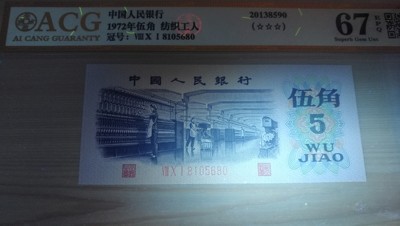 ACG
AI CANG GUARANTY
中国人民银行
1972年伍角 纺织工人
冠号: VIII X I 8105680
20138590
(☆☆☆)
67
中國人民銀行
伍角
5
WU
JIAO
VIII X I 8105680